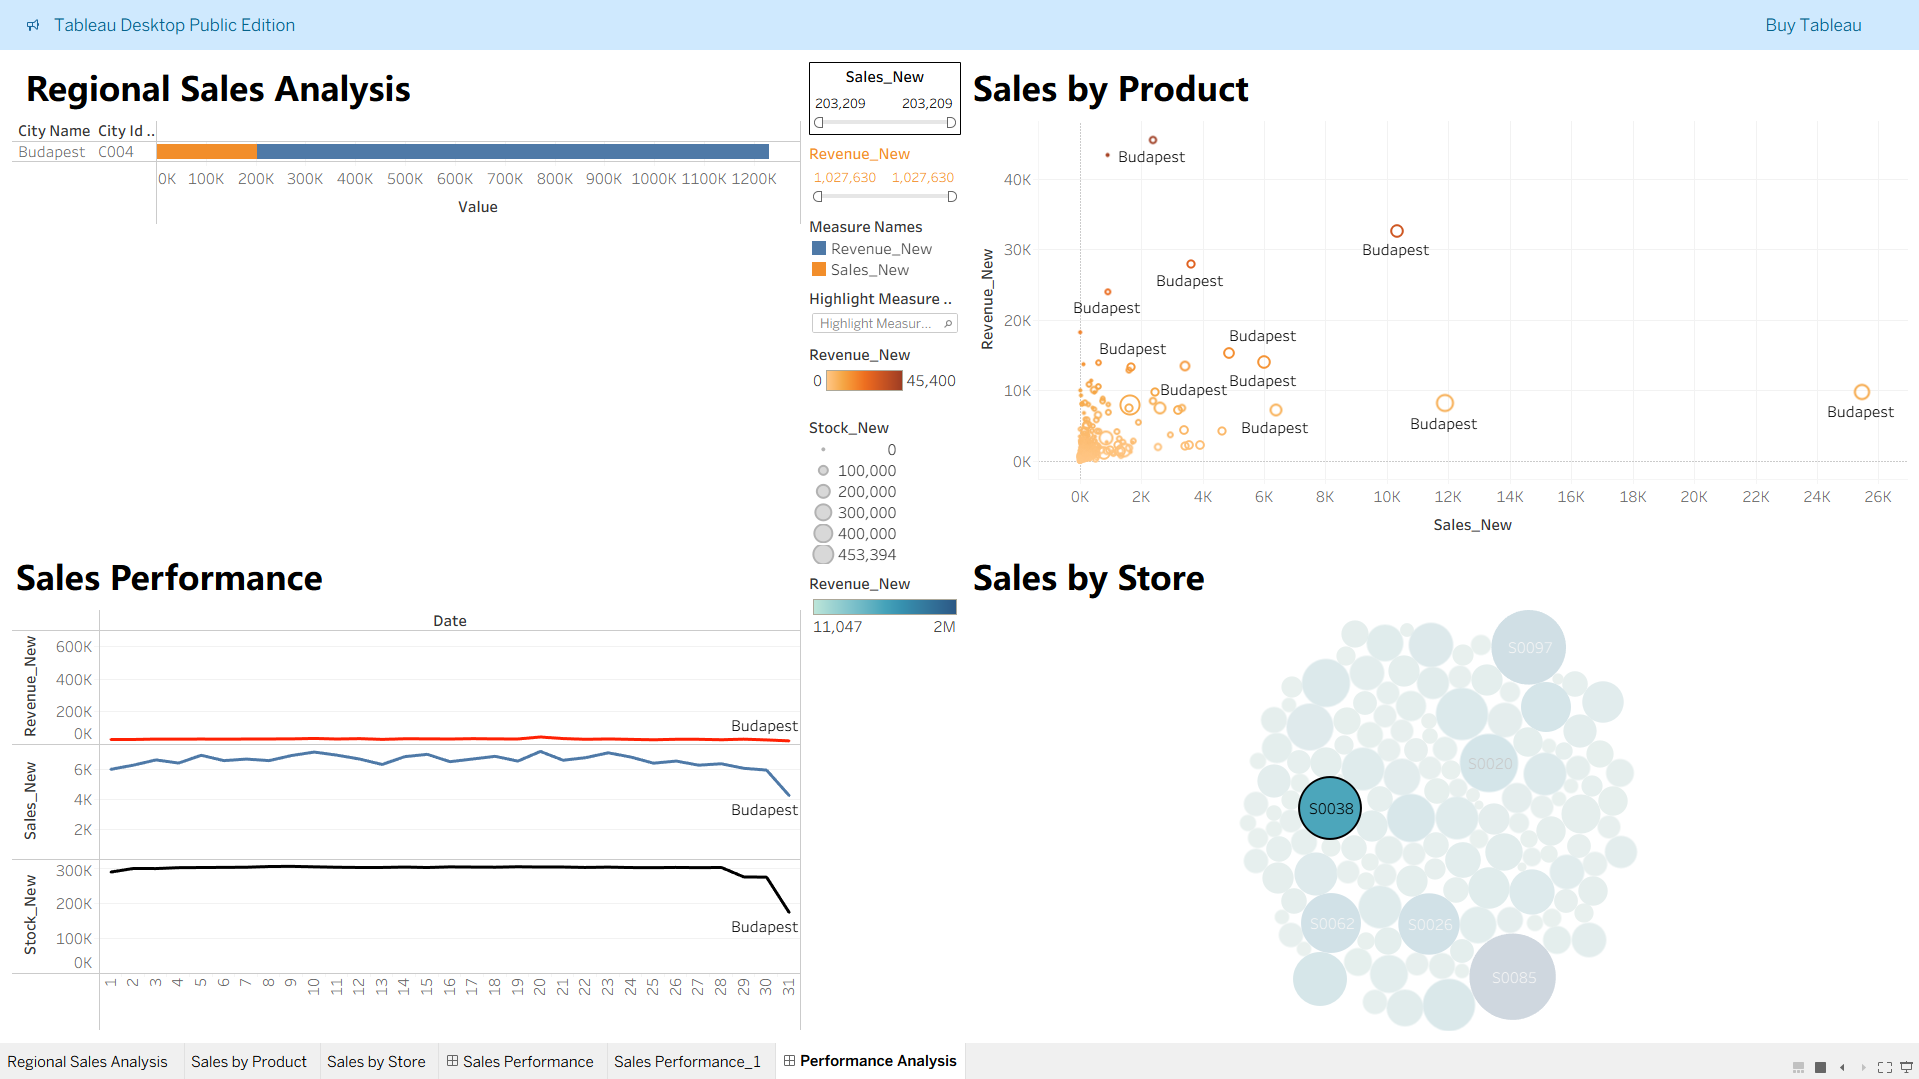 Tableau Desktop Public Edition
Buy Tableau
Regional Sales Analysis
City Name City Id ..
Budapest C004
0K 100K 200K 300K 400K 500K 600K 700K 800K 900K 1000K 1100K 1200K
Value
Sales_New
203,209 203,209
Revenue_New
1,027,630 1,027,630
Measure Names
Revenue_New
Sales_New
Highlight Measure ..
Highlight Measur...
Revenue_New
0 45,400
Stock_New
0
100,000
200,000
300,000
400,000
453,394
Revenue_New
11,047 2M
Sales by Product
Revenue_New
40K
30K
20K
10K
0K
Budapest
Budapest
Budapest
Budapest
Budapest
Budapest
Budapest
Budapest
Budapest
Budapest
Budapest
0K 2K 4K 6K 8K 10K 12K 14K 16K 18K 20K 22K 24K 26K
Sales_New
Sales Performance
Date
Revenue_New
600K
400K
200K
0K
Budapest
Sales_New
6K
4K
2K
Budapest
Stock_New
300K
200K
100K
0K
Budapest
1 2 3 4 5 6 7 8 9 10 11 12 13 14 15 16 17 18 19 20 21 22 23 24 25 26 27 28 29 30 31
Sales by Store
S0097
S0020
S0038
S0062
S0026
S0085
Regional Sales Analysis
Sales by Product
Sales by Store
Sales Performance
Sales Performance_1
Performance Analysis